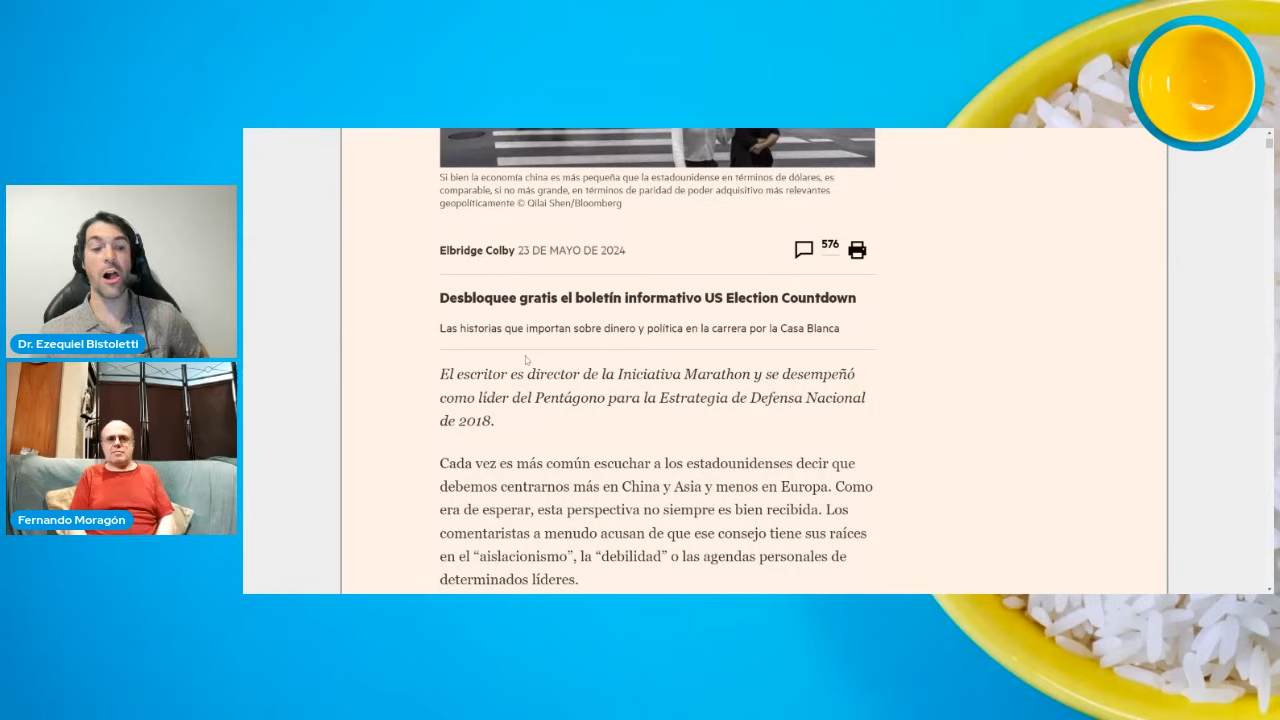 Si bien la economía china es más pequeña que la estadounidense en términos de dólares, es
comparable, si no más grande, en términos de paridad de poder adquisitivo más relevantes
geopolíticamente © Qilai Shen/Bloomberg
Elbridge Colby 23 DE MAYO DE 2024
576
Desbloquee gratis el boletín informativo US Election Countdown
Las historias que importan sobre dinero y política en la carrera por la Casa Blanca
El escritor es director de la Iniciativa Marathon y se desempeñó
como líder del Pentágono para la Estrategia de Defensa Nacional
de 2018.
Cada vez es más común escuchar a los estadounidenses decir que
debemos centrarnos más en China y Asia y menos en Europa. Como
era de esperar, esta perspectiva no siempre es bien recibida. Los
comentaristas a menudo acusan de que ese consejo tiene sus raíces
en el “aislacionismo”, la “debilidad” o las agendas personales de
determinados líderes.
Dr. Ezequiel Bistoletti
Fernando Moragón